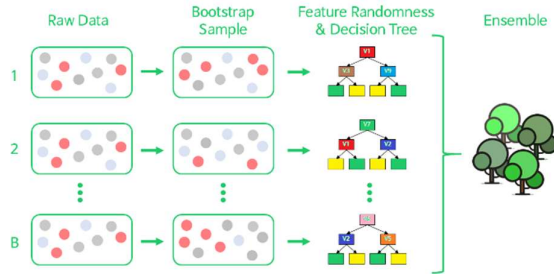 Raw Data
Bootstrap
Sample
Feature Randomness
& Decision Tree
Ensemble
1
V1
V3
V9
2
V7
V1
V2
B
V2
V5